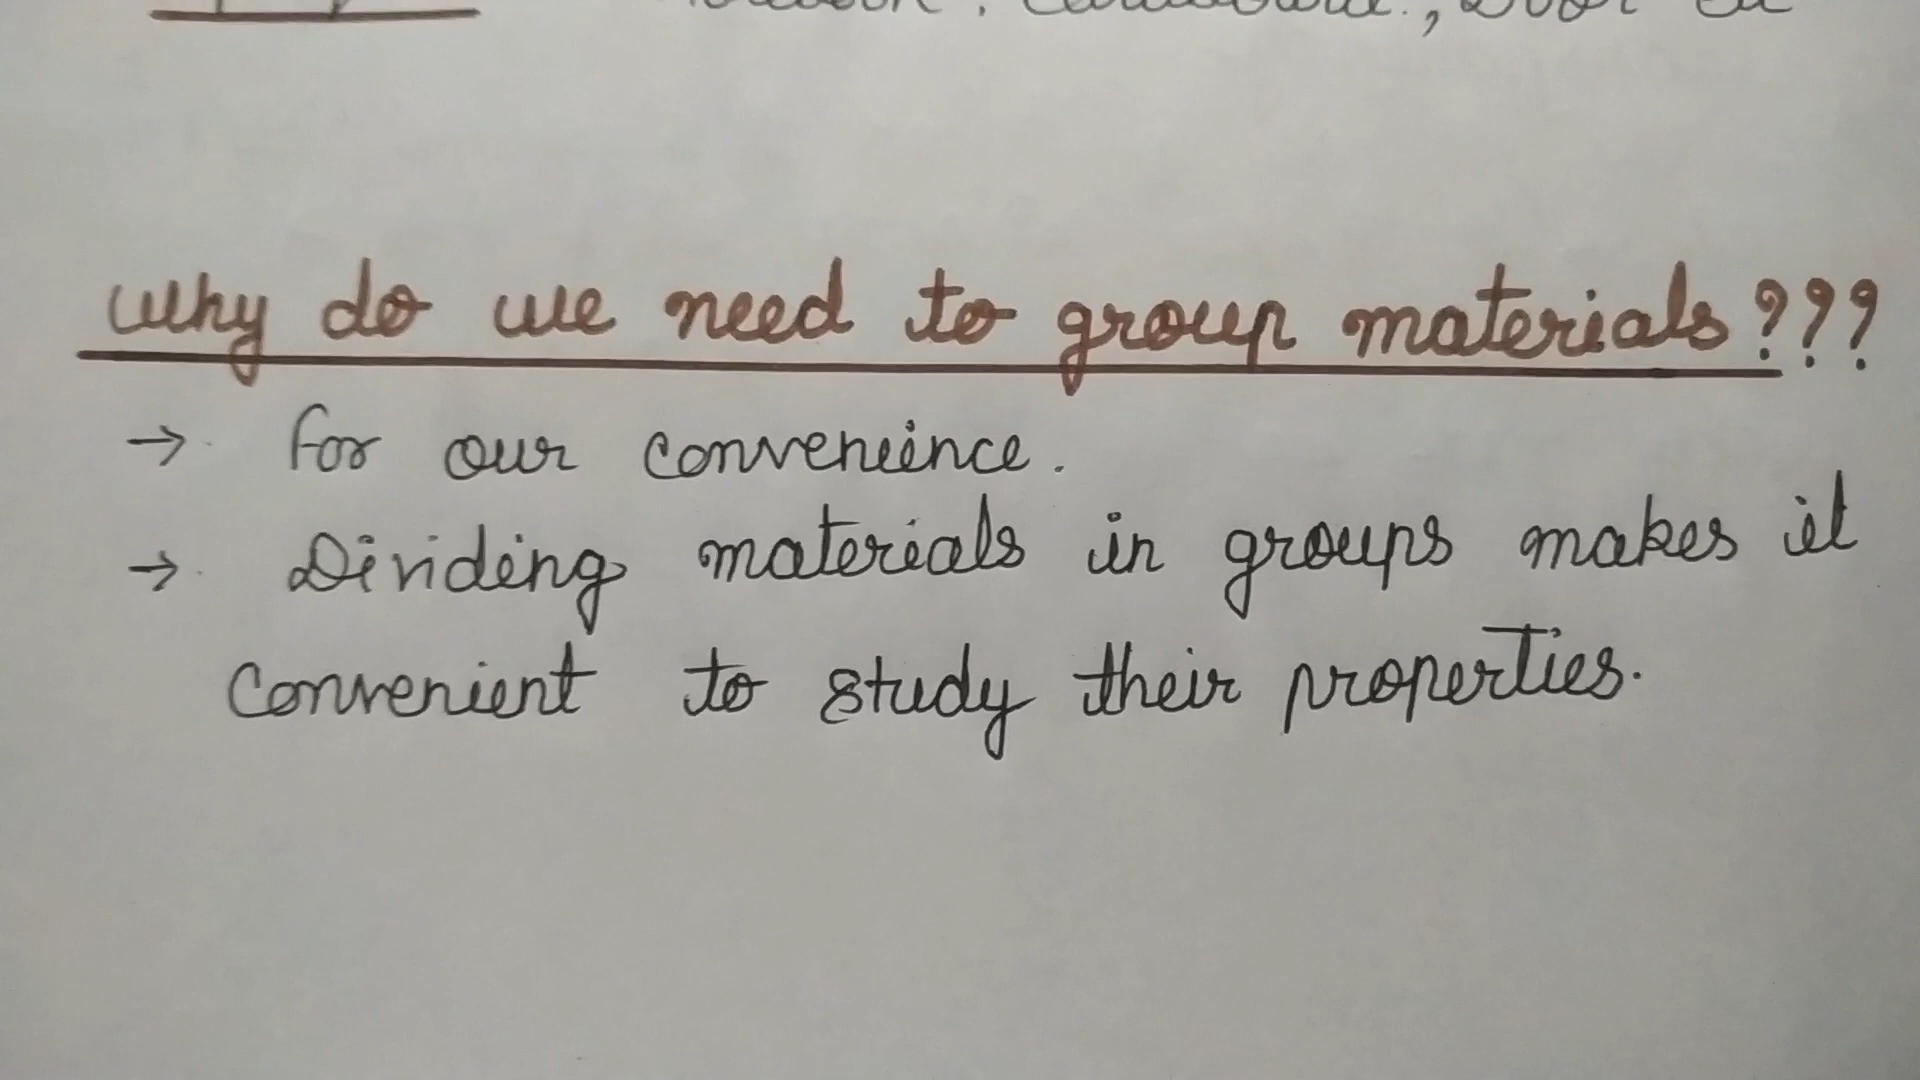 Why do we need to group materials???
→ For our conveneince.
→ Dividing materials in groups makes it
convenient to study their properties.